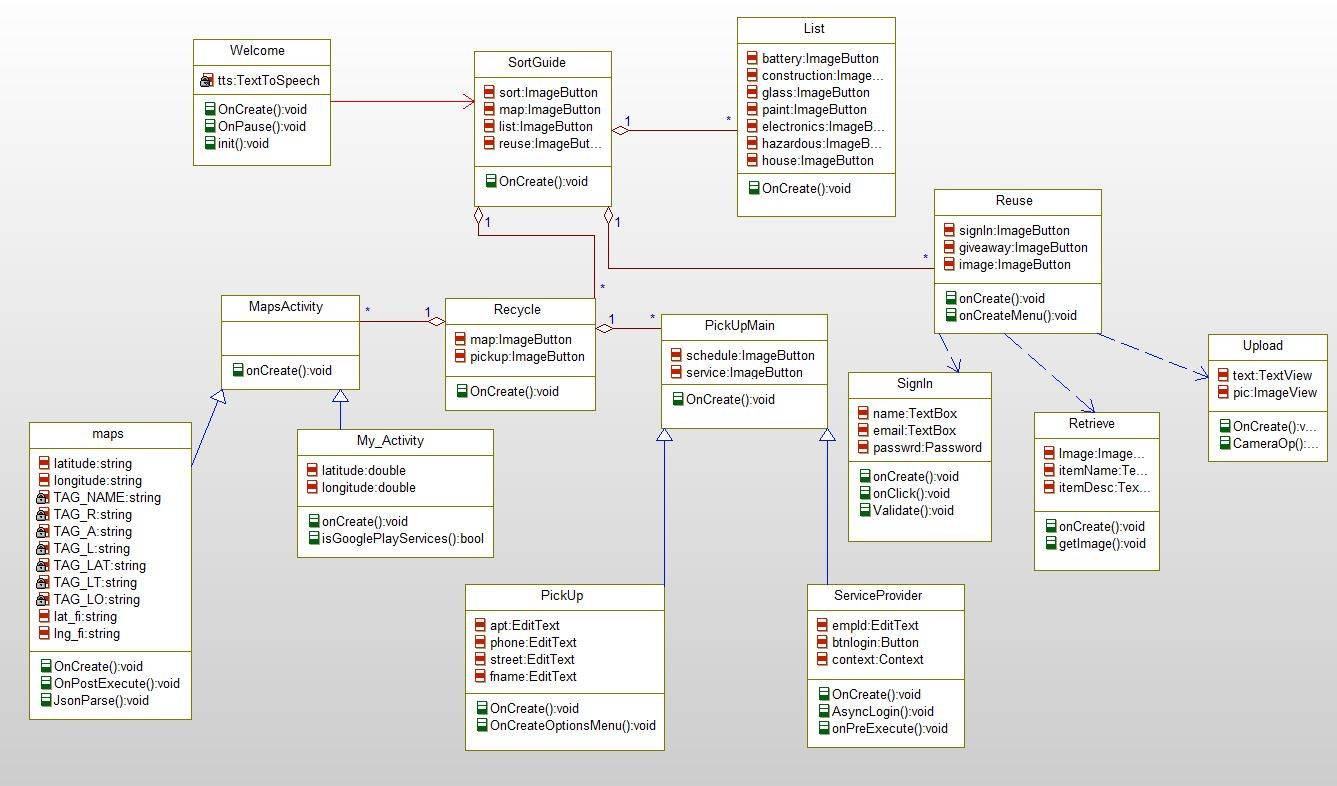 Welcome
tts:TextToSpeech
OnCreate():void
OnPause():void
init():void
SortGuide
sort:ImageButton
map:ImageButton
list:ImageButton
reuse:ImageBut...
OnCreate():void
1
*
List
battery:ImageButton
construction:Image...
glass:ImageButton
paint:ImageButton
electronics:ImageB...
hazardous:ImageB...
house:ImageButton
OnCreate():void
1
*
1
*
Reuse
signIn:ImageButton
giveaway:ImageButton
image:ImageButton
onCreate():void
onCreateMenu():void
MapsActivity
onCreate():void
*
1
Recycle
map:ImageButton
pickup:ImageButton
OnCreate():void
1
*
PickUpMain
schedule:ImageButton
service:ImageButton
OnCreate():void
SignIn
name:TextBox
email:TextBox
passwrd:Password
onCreate():void
onClick():void
Validate():void
Retrieve
Image:Image...
itemName:Te...
itemDesc:Tex...
onCreate():void
getImage():void
Upload
text:TextView
pic:ImageView
OnCreate():v...
CameraOp():...
maps
latitude:string
longitude:string
TAG_NAME:string
TAG_R:string
TAG_A:string
TAG_L:string
TAG_LAT:string
TAG_LT:string
TAG_LO:string
lat_fi:string
lng_fi:string
OnCreate():void
OnPostExecute():void
JsonParse():void
My_Activity
latitude:double
longitude:double
onCreate():void
isGooglePlayServices():bool
PickUp
apt:EditText
phone:EditText
street:EditText
fname:EditText
OnCreate():void
OnCreateOptionsMenu():void
ServiceProvider
empId:EditText
btnlogin:Button
context:Context
OnCreate():void
AsyncLogin():void
onPreExecute():void